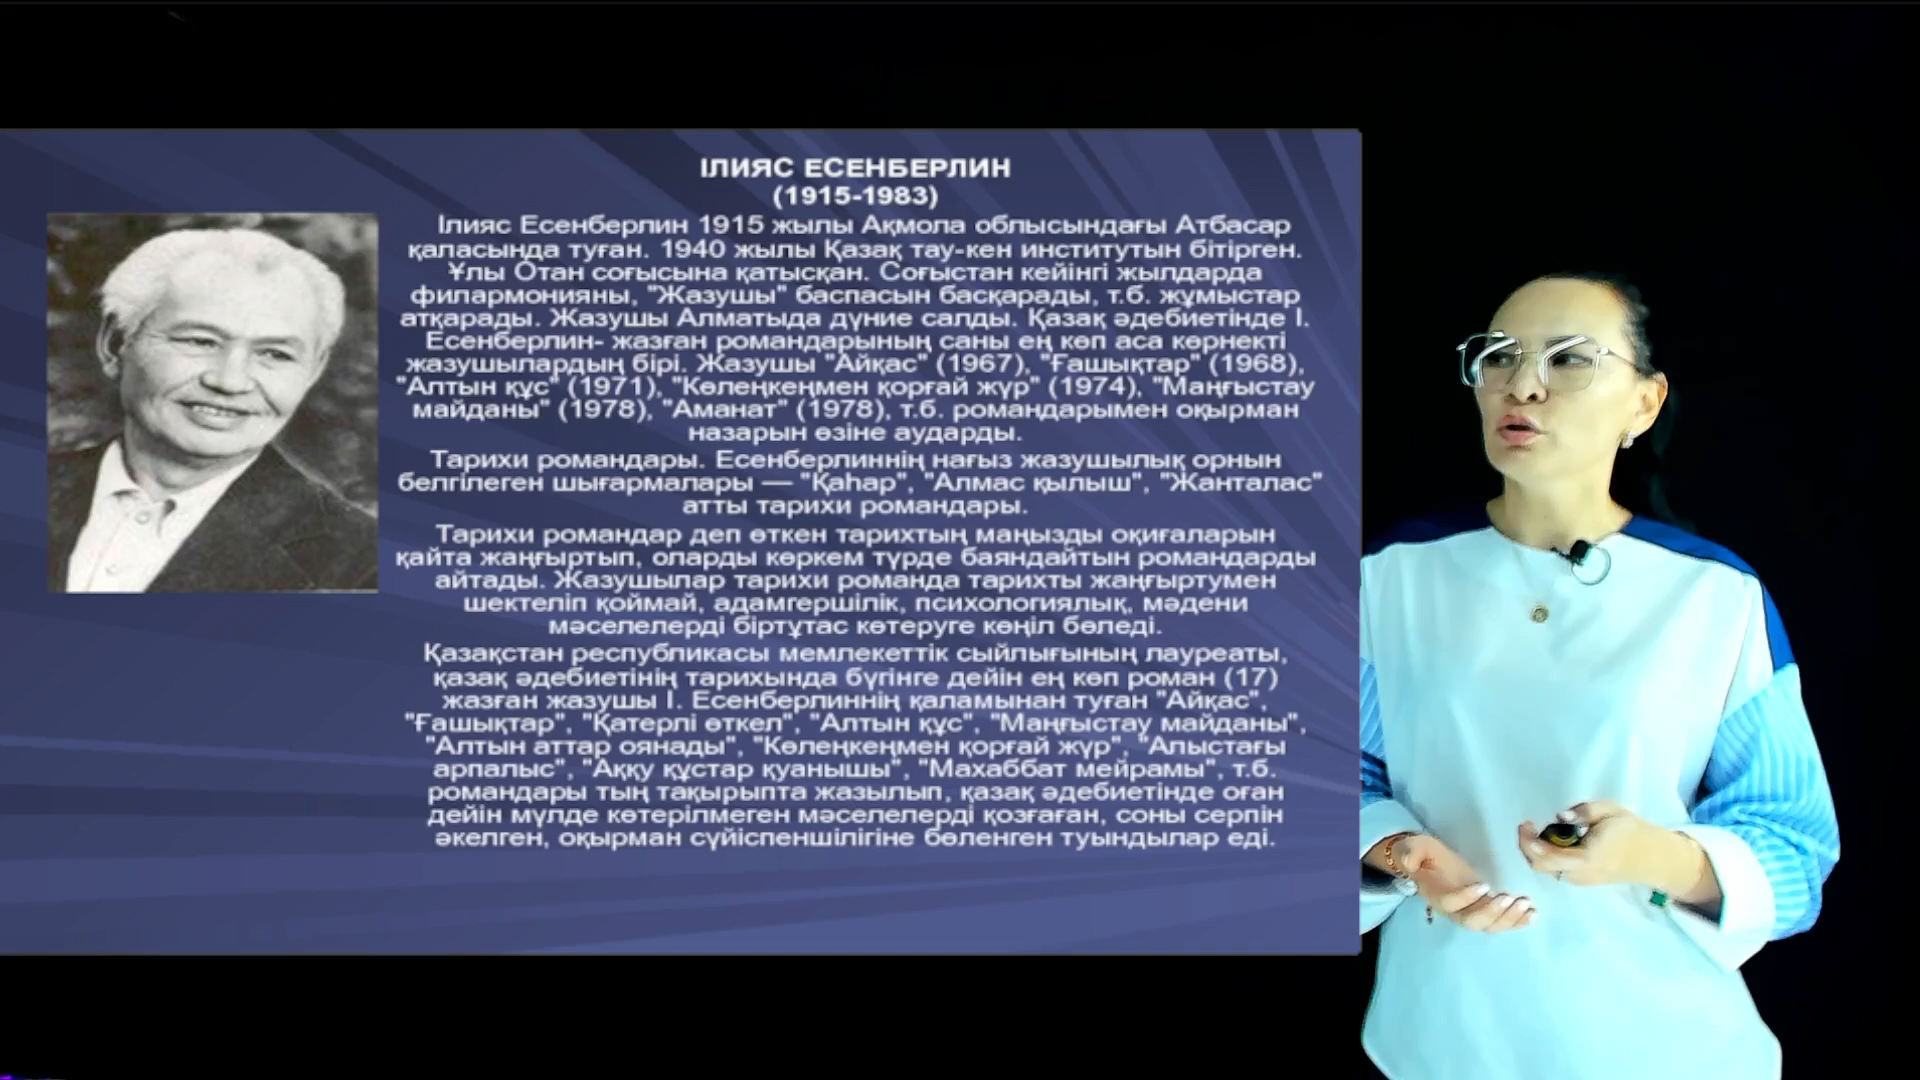 ІЛИЯС ЕСЕНБЕРЛИН
(1915-1983)
Ілияс Есенберлин 1915 жылы Ақмола облысындағы Атбасар
қаласында туған. 1940 жылы Қазақ тау-кен институтын бітірген.
Ұлы Отан соғысына қатысқан. Соғыстан кейінгі жылдарда
филармонияны, "Жазушы" баспасын басқарады, т.б. жұмыстар
атқарады. Жазушы Алматыда дүние салды. Қазақ әдебиетінде І.
Есенберлин- жазған романдарының саны ең көп аса көрнекті
жазушылардың бірі. Жазушы "Айқас" (1967), "Ғашықтар" (1968),
"Алтын құс" (1971), "Көлеңкеңмен қорғай жүр" (1974), "Маңғыстау
майданы" (1978), "Аманат" (1978), т.б. романдарымен оқырман
назарын өзіне аударды.
Тарихи романдары. Есенберлиннің нағыз жазушылық орнын
белгілеген шығармалары — "Қаһар", "Алмас қылыш", "Жанталас"
атты тарихи романдары.
Тарихи романдар деп өткен тарихтың маңызды оқиғаларын
қайта жаңғыртып, оларды көркем түрде баяндайтын романдарды
айтады. Жазушылар тарихи романда тарихты жаңғыртумен
шектеліп қоймай, адамгершілік, психологиялық, мәдени
мәселелерді біртұтас көтеруге көңіл бөледі.
Қазақстан республикасы мемлекеттік сыйлығының лауреаты,
қазақ әдебиетінің тарихында бүгінге дейін ең көп роман (17)
жазған жазушы І. Есенберлиннің қаламынан туған "Айқас",
"Ғашықтар", "Қатерлі өткел", "Алтын құс", "Маңғыстау майданы",
"Алтын аттар оянады", "Көлеңкеңмен қорғай жүр", "Алыстағы
арпалыс", "Аққу құстар қуанышы", "Махаббат мейрамы", т.б.
романдары тың тақырыпта жазылып, қазақ әдебиетінде оған
дейін мүлде көтерілмеген мәселелерді қозғаған, соны серпін
әкелген, оқырман сүйіспеншілігіне бөленген туындылар еді.